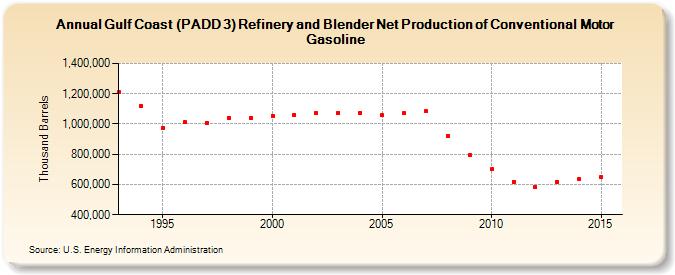 Annual Gulf Coast (PADD 3) Refinery and Blender Net Production of Conventional Motor
Gasoline
Thousand Barrels
1,400,000
1,200,000
1,000,000
800,000
600,000
400,000
1995
2000
2005
2010
2015
Source: U.S. Energy Information Administration